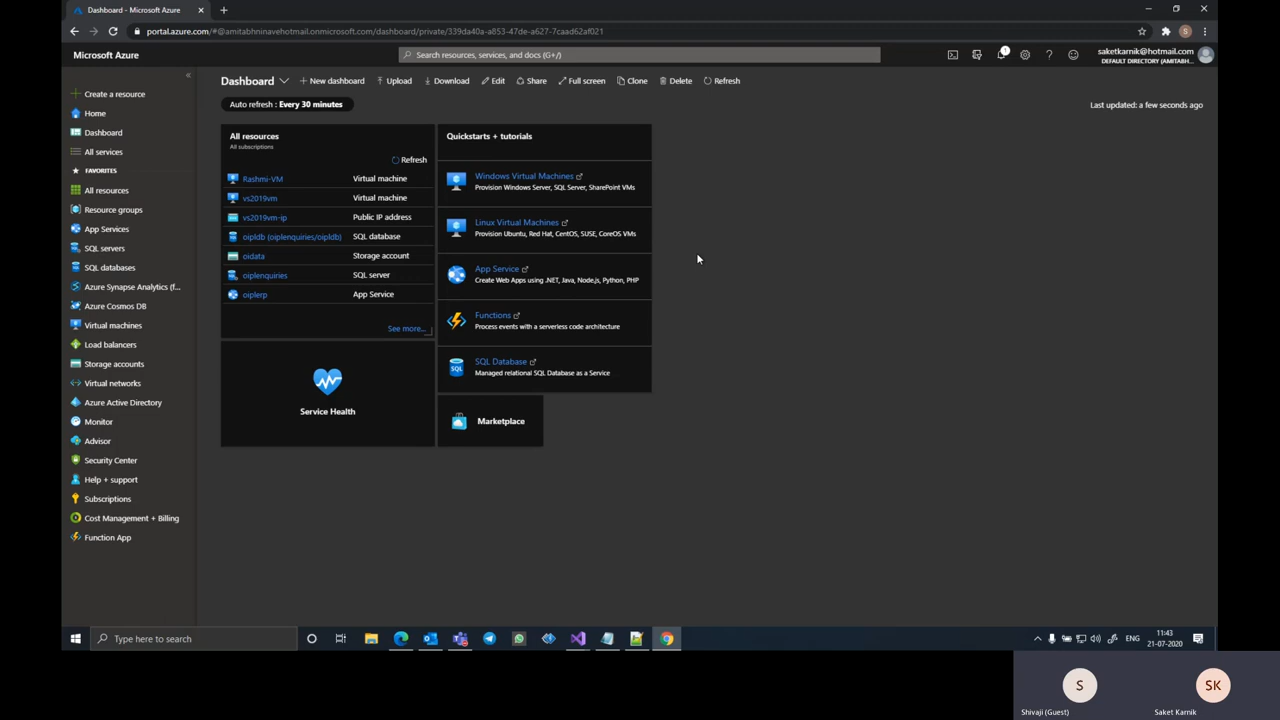 Dashboard - Microsoft Azure
portal.azure.com/#@amitabhninavehotmail.onmicrosoft.com/dashboard/private/339da40a-a853-47de-a627-7caad62af021
Microsoft Azure
Search resources, services, and docs (G+/)
1
saketkarnik@hotmail.com
DEFAULT DIRECTORY (AMITABH...
Create a resource
Home
Dashboard
All services
FAVORITES
All resources
Resource groups
App Services
SQL servers
SQL databases
Azure Synapse Analytics (f...
Azure Cosmos DB
Virtual machines
Load balancers
Storage accounts
Virtual networks
Azure Active Directory
Monitor
Advisor
Security Center
Help + support
Subscriptions
Cost Management + Billing
Function App
Dashboard
New dashboard
Upload
Download
Edit
Share
Full screen
Clone
Delete
Refresh
Auto refresh : Every 30 minutes
Last updated: a few seconds ago
All resources
All subscriptions
Refresh
Rashmi-VM Virtual machine
vs2019vm Virtual machine
vs2019vm-ip Public IP address
oipldb (oiplenquiries/oipldb) SQL database
oidata Storage account
oiplenquiries SQL server
oiplerp App Service
See more...
Service Health
Quickstarts + tutorials
Windows Virtual Machines
Provision Windows Server, SQL Server, SharePoint VMs
Linux Virtual Machines
Provision Ubuntu, Red Hat, CentOS, SUSE, CoreOS VMs
App Service
Create Web Apps using .NET, Java, Node.js, Python, PHP
Functions
Process events with a serverless code architecture
SQL
SQL Database
Managed relational SQL Database as a Service
Marketplace
Type here to search
ENG
11:43
21-07-2020
S
Shivaji (Guest)
SK
Saket Karnik